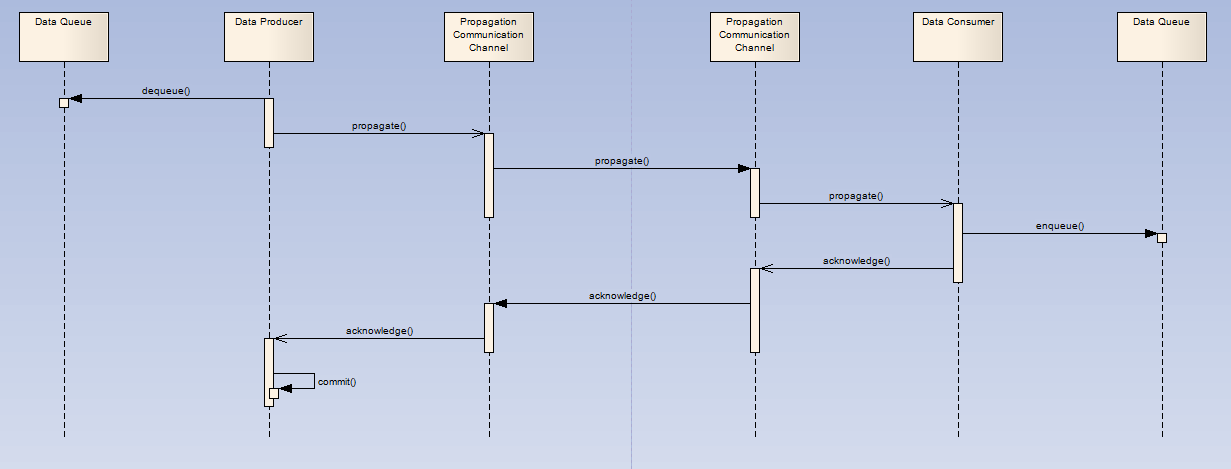 Data Queue
Data Producer
Propagation
Communication
Channel
Propagation
Communication
Channel
Data Consumer
Data Queue
dequeue()
propagate()
propagate()
propagate()
enqueue()
acknowledge()
acknowledge()
acknowledge()
commit()